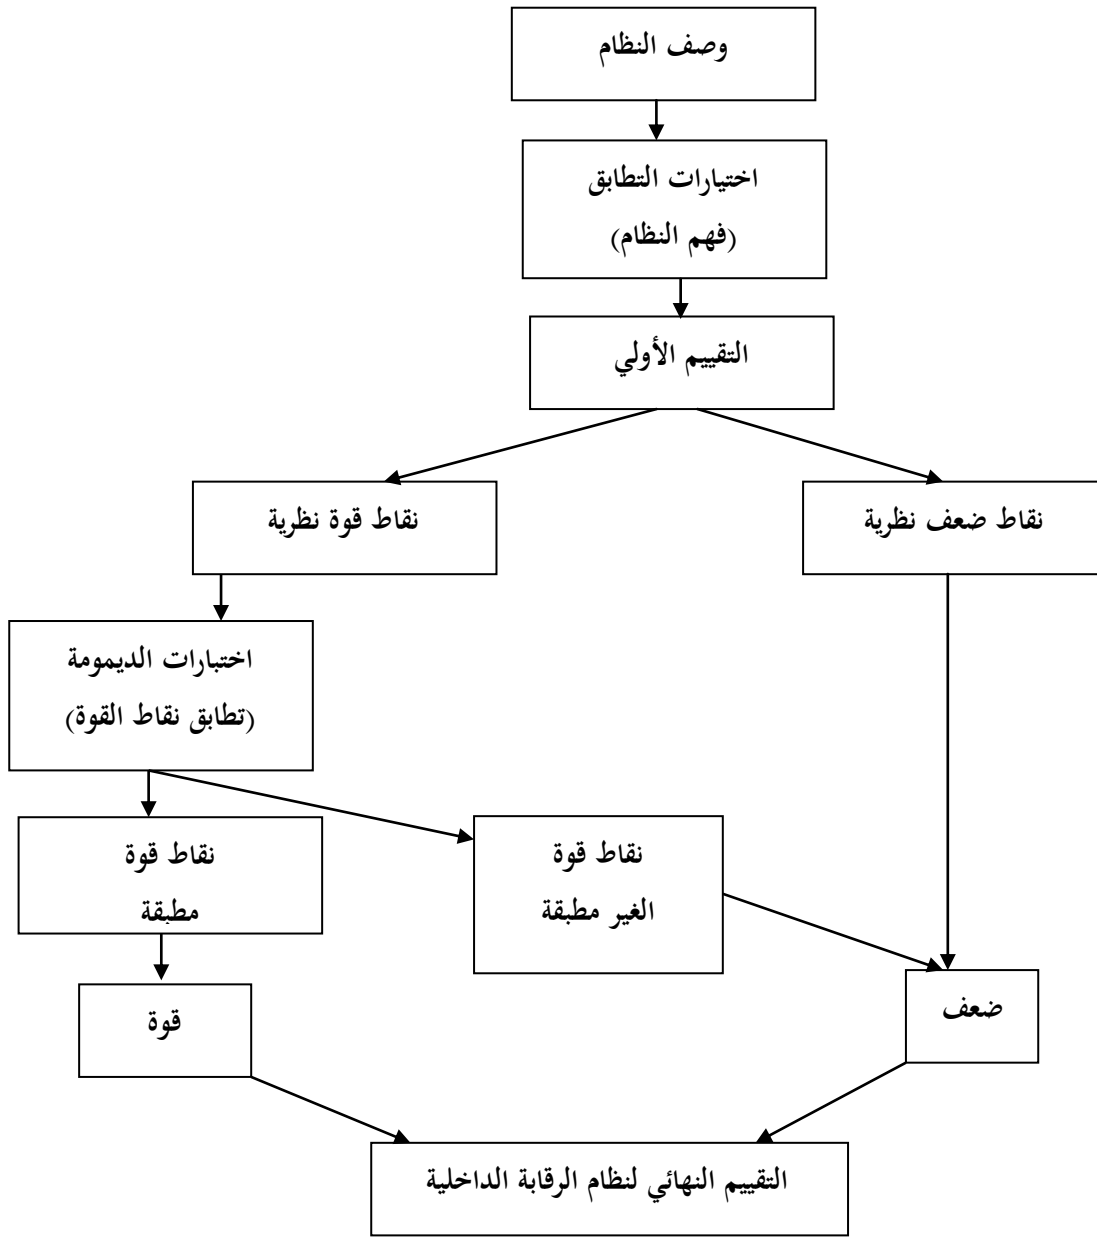 وصف النظام
اختيارات التطابق
(فهم النظام)
التقييم الأولي
نقاط قوة نظرية
نقاط ضعف نظرية
اختبارات الديمومة
(تطابق نقاط القوة)
نقاط قوة
مطبقة
نقاط قوة
الغير مطبقة
قوة
ضعف
التقييم النهائي لنظام الرقابة الداخلية